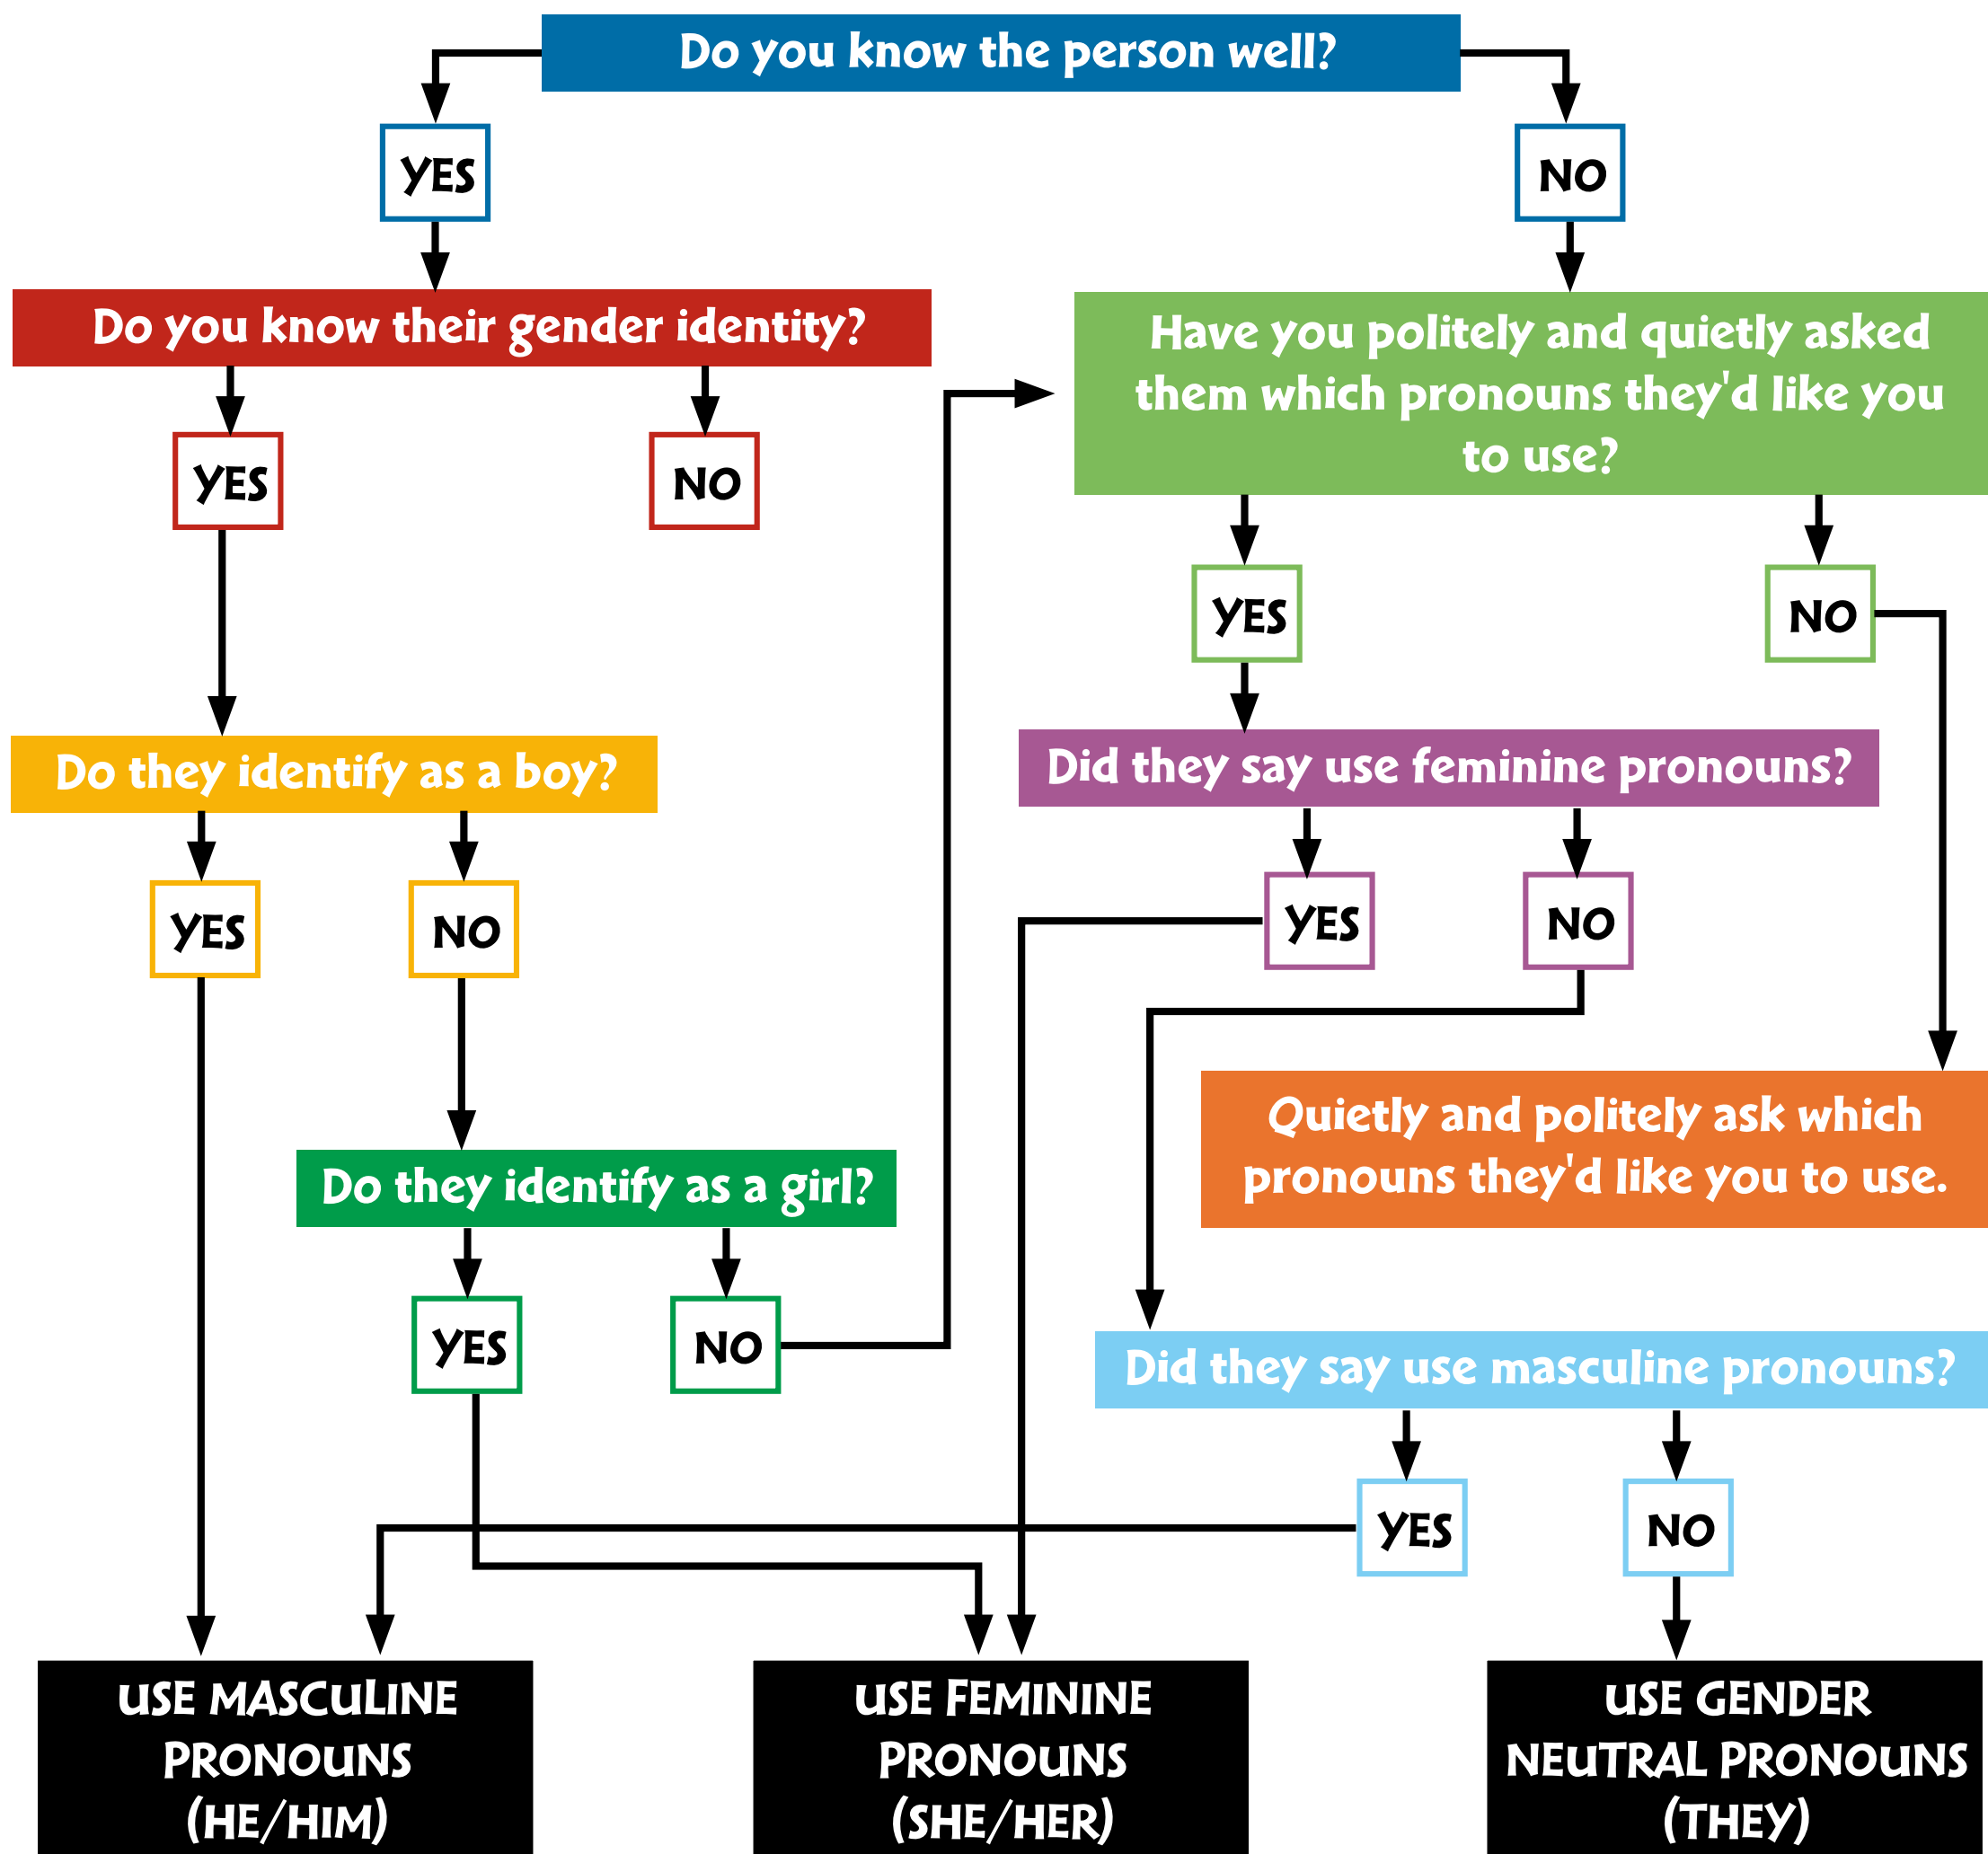 Do you know the person well?
YES
NO
Do you know their gender identity?
Have you politely and quietly asked
them which pronouns they'd like you
to use?
YES
NO
YES
NO
Do they identify as a boy?
Did they say use feminine pronouns?
YES
NO
YES
NO
Quietly and politely ask which
pronouns they'd like you to use.
Do they identify as a girl?
YES
NO
Did they say use masculine pronouns?
YES
NO
USE MASCULINE
PRONOUNS
(HE/HIM)
USE FEMININE
PRONOUNS
(SHE/HER)
USE GENDER
NEUTRAL PRONOUNS
(THEY)